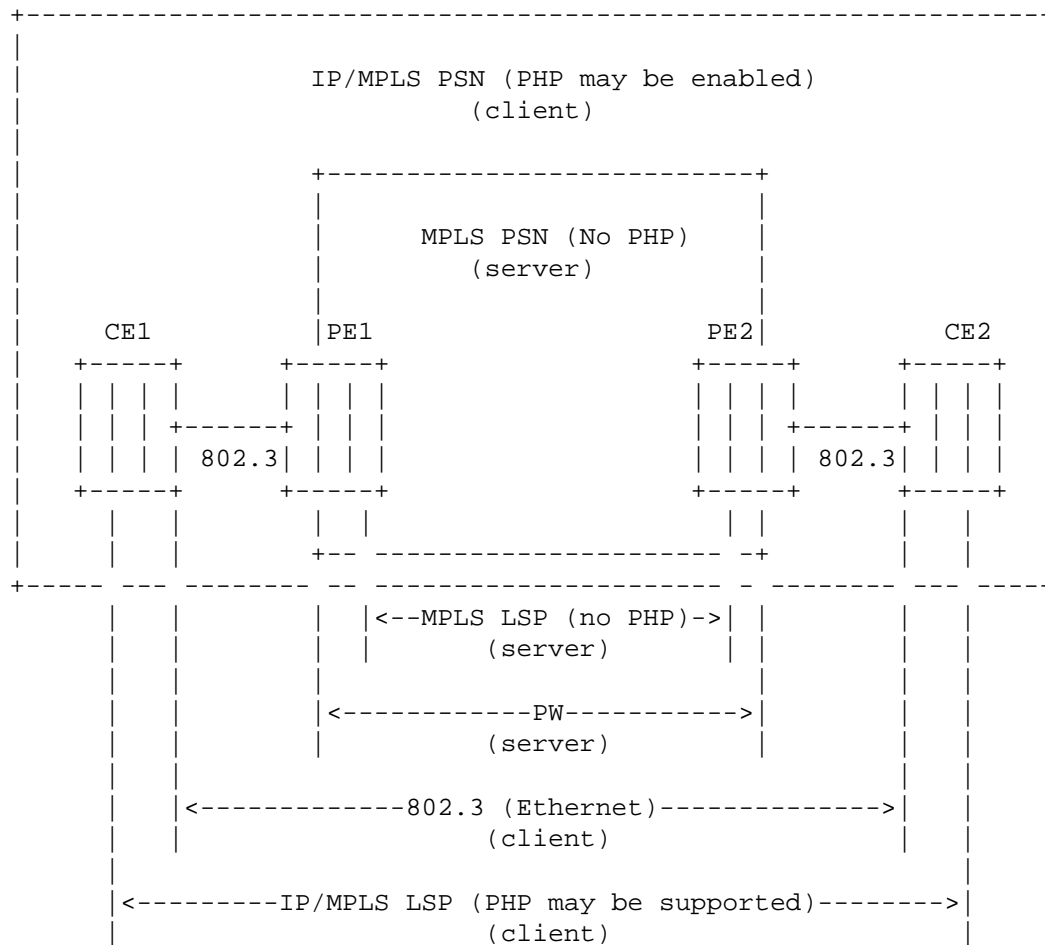 IP/MPLS PSN (PHP may be enabled)
(client)
MPLS PSN (No PHP)
(server)
CE1 PE1 PE2 CE2
802.3 802.3
<--MPLS LSP (no PHP)->
(server)
<------------PW----------->
(server)
<-------------802.3 (Ethernet)-------------->
(client)
<---------IP/MPLS LSP (PHP may be supported)-------->
(client)